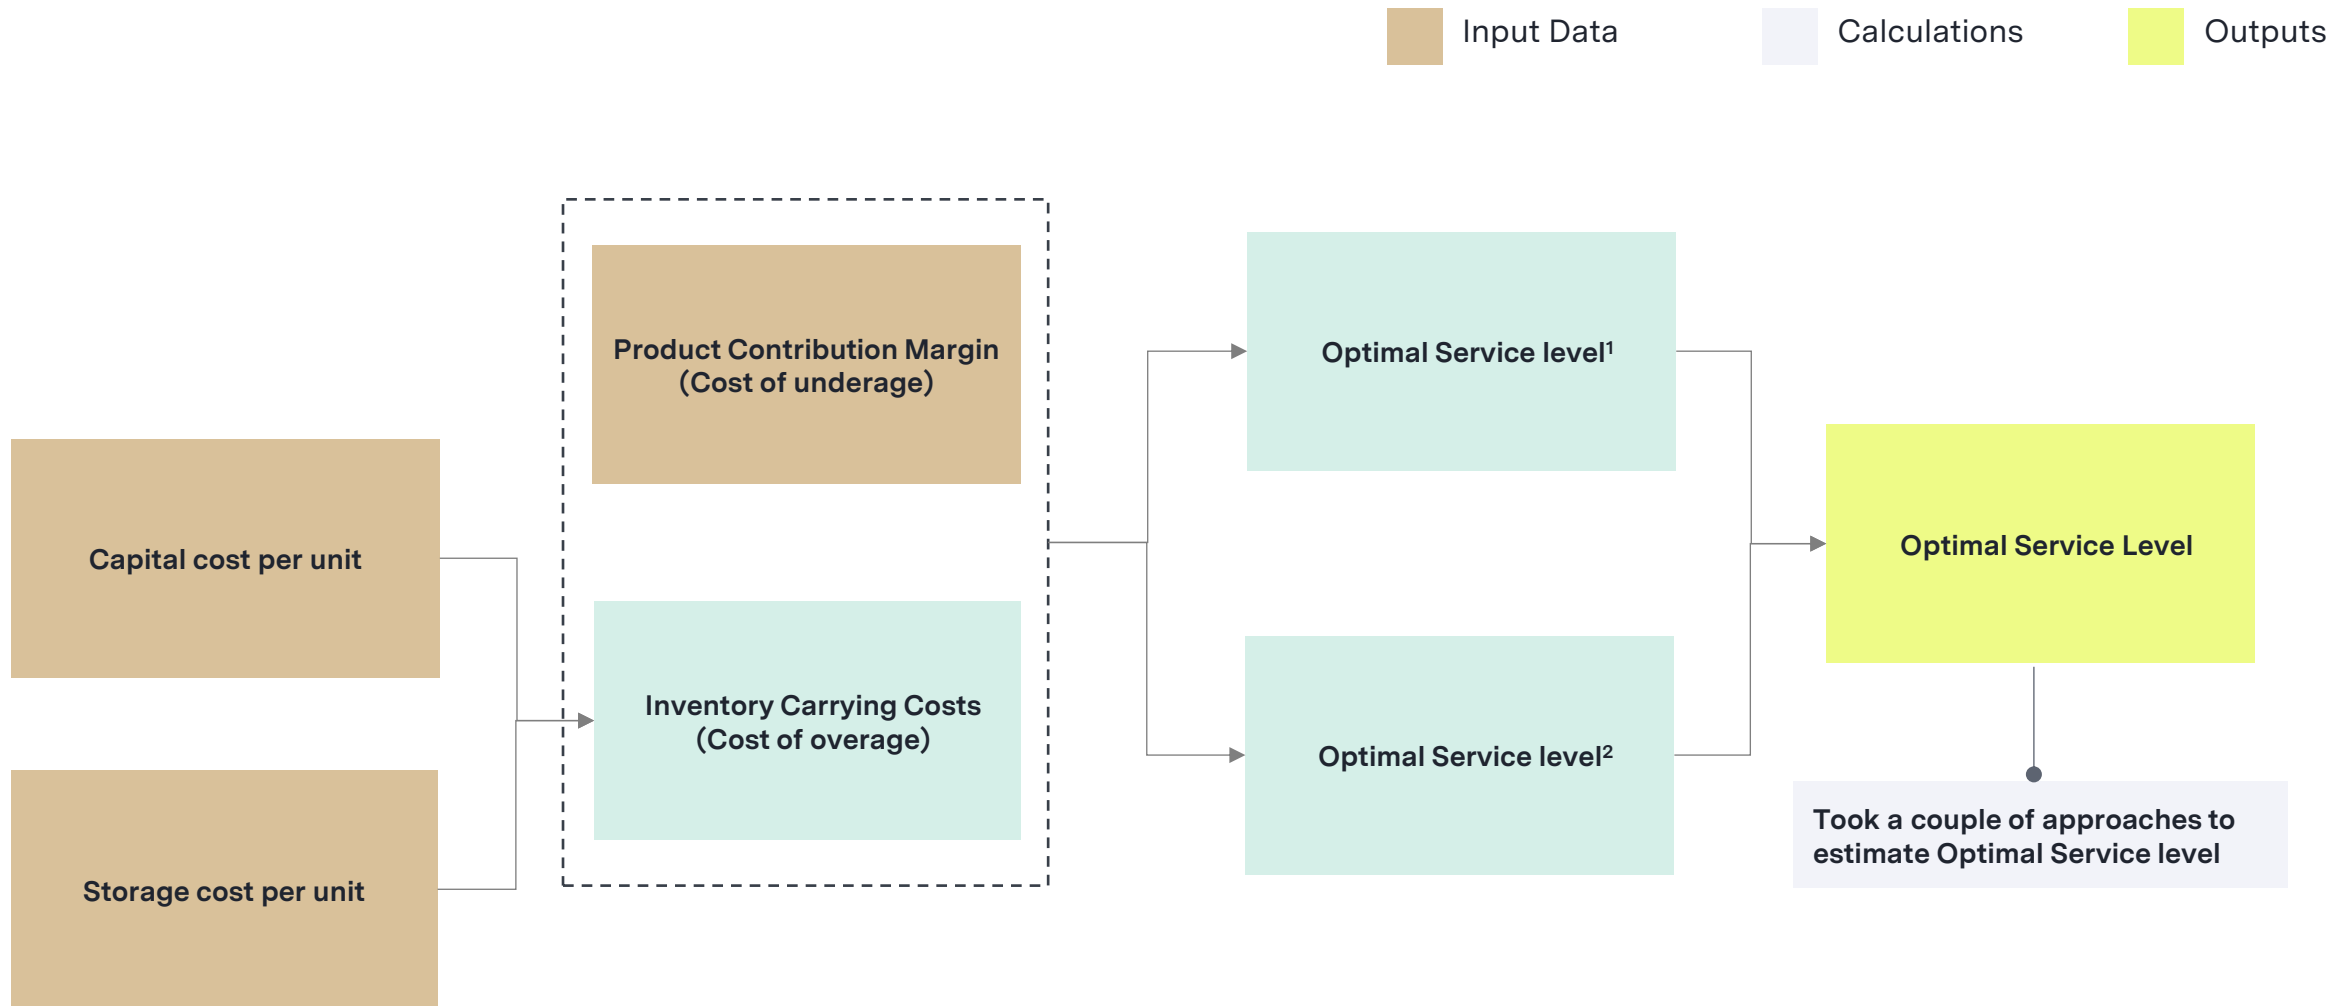 Input Data
Calculations
Outputs
Product Contribution Margin
(Cost of underage)
Optimal Service level¹
Capital cost per unit
Optimal Service Level
Inventory Carrying Costs
(Cost of overage)
Optimal Service level²
Storage cost per unit
Took a couple of approaches to
estimate Optimal Service level